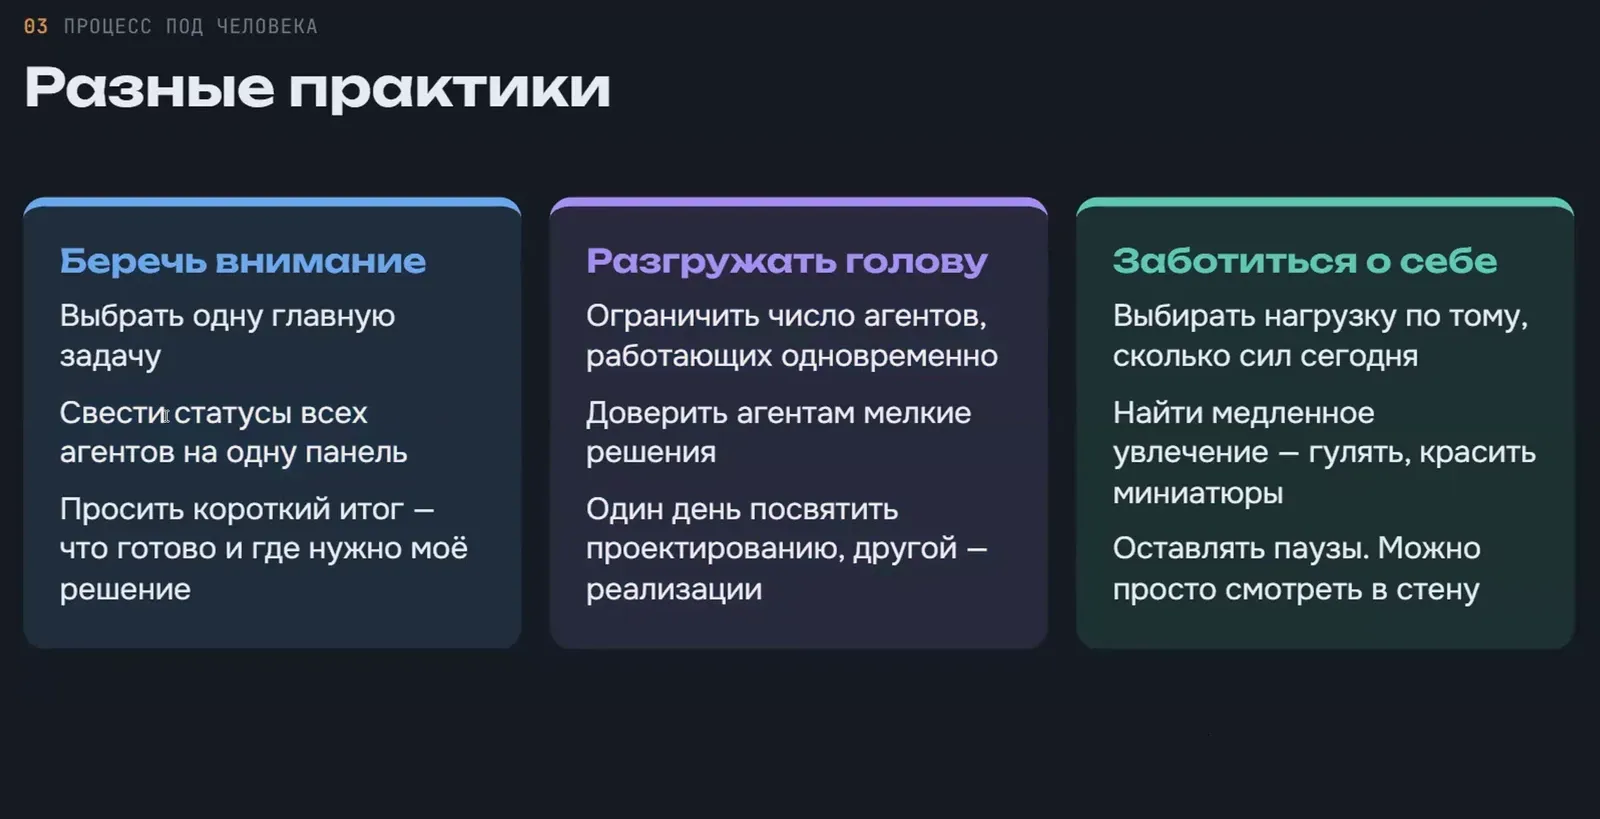 03 ПРОЦЕСС ПОД ЧЕЛОВЕКА
Разные практики
Беречь внимание
Выбрать одну главную
задачу
Свести статусы всех
агентов на одну панель
Просить короткий итог —
что готово и где нужно моё
решение
Разгружать голову
Ограничить число агентов,
работающих одновременно
Доверить агентам мелкие
решения
Один день посвятить
проектированию, другой —
реализации
Заботиться о себе
Выбирать нагрузку по тому,
сколько сил сегодня
Найти медленное
увлечение — гулять, красить
миниатюры
Оставлять паузы. Можно
просто смотреть в стену